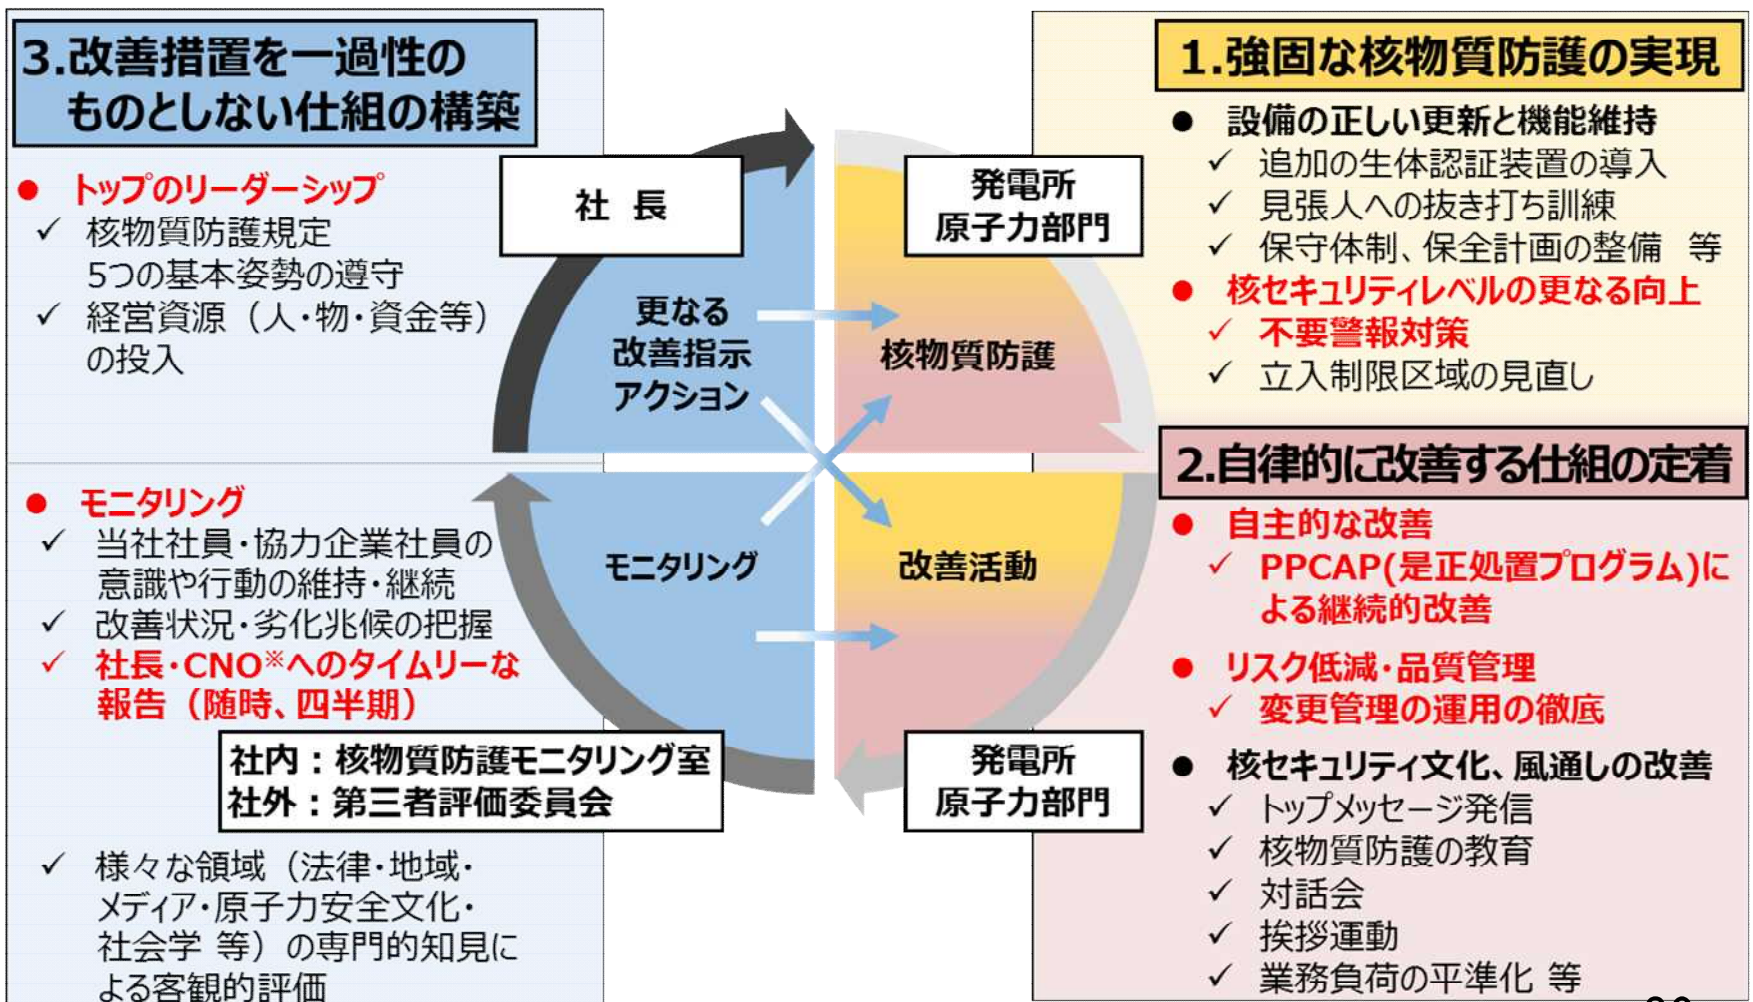 3.改善措置を一過性の
ものとしない仕組の構築
● トップのリーダーシップ
✓ 核物質防護規定
5つの基本姿勢の遵守
✓ 経営資源（人・物・資金等）
の投入
● モニタリング
✓ 当社社員・協力企業社員の
意識や行動の維持・継続
✓ 改善状況・劣化兆候の把握
✓ 社長・CNO※へのタイムリーな
報告（随時、四半期）
社内：核物質防護モニタリング室
社外：第三者評価委員会
✓ 様々な領域（法律・地域・
メディア・原子力安全文化・
社会学 等）の専門的知見に
よる客観的評価
社 長
更なる
改善指示
アクション
モニタリング
発電所
原子力部門
核物質防護
改善活動
発電所
原子力部門
1.強固な核物質防護の実現
● 設備の正しい更新と機能維持
✓ 追加の生体認証装置の導入
✓ 見張人への抜き打ち訓練
✓ 保守体制、保全計画の整備 等
● 核セキュリティレベルの更なる向上
✓ 不要警報対策
✓ 立入制限区域の見直し
2.自律的に改善する仕組の定着
● 自主的な改善
✓ PPCAP(是正処置プログラム)に
よる継続的改善
● リスク低減・品質管理
✓ 変更管理の運用の徹底
● 核セキュリティ文化、風通しの改善
✓ トップメッセージ発信
✓ 核物質防護の教育
✓ 対話会
✓ 挨拶運動
✓ 業務負荷の平準化 等